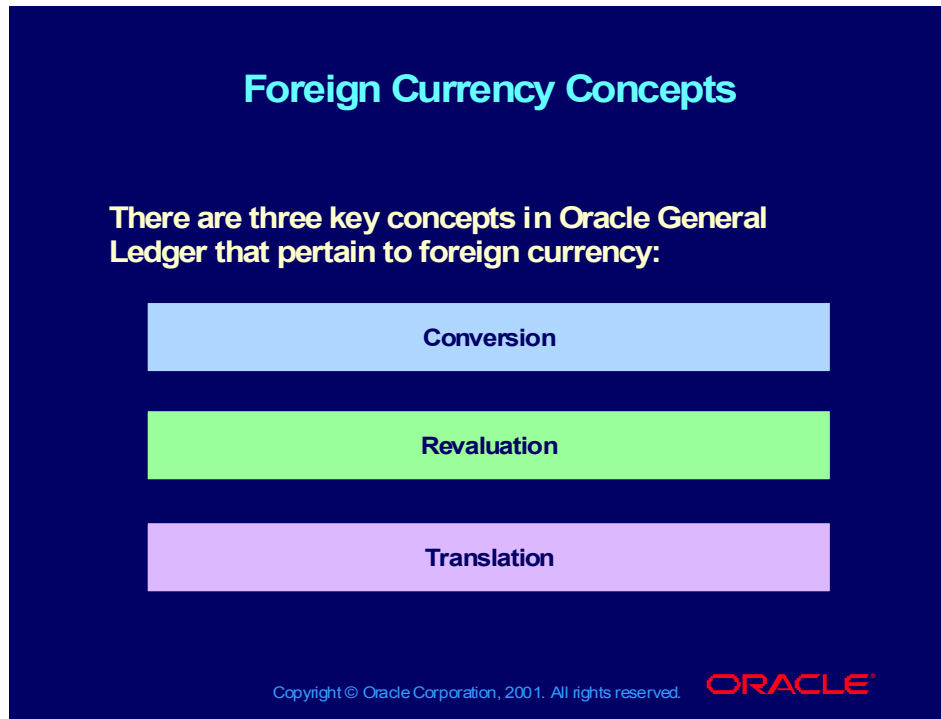 Foreign Currency Concepts
There are three key concepts in Oracle General
Ledger that pertain to foreign currency:
Conversion
Revaluation
Translation
Copyright © Oracle Corporation, 2001. All rights reserved.
ORACLE®